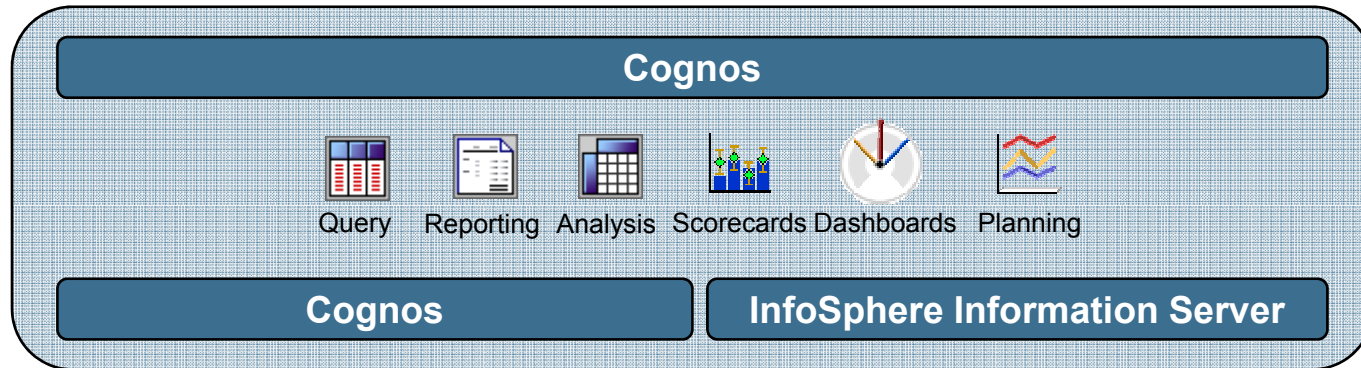 Cognos
Query Reporting Analysis Scorecards Dashboards Planning
Cognos InfoSphere Information Server